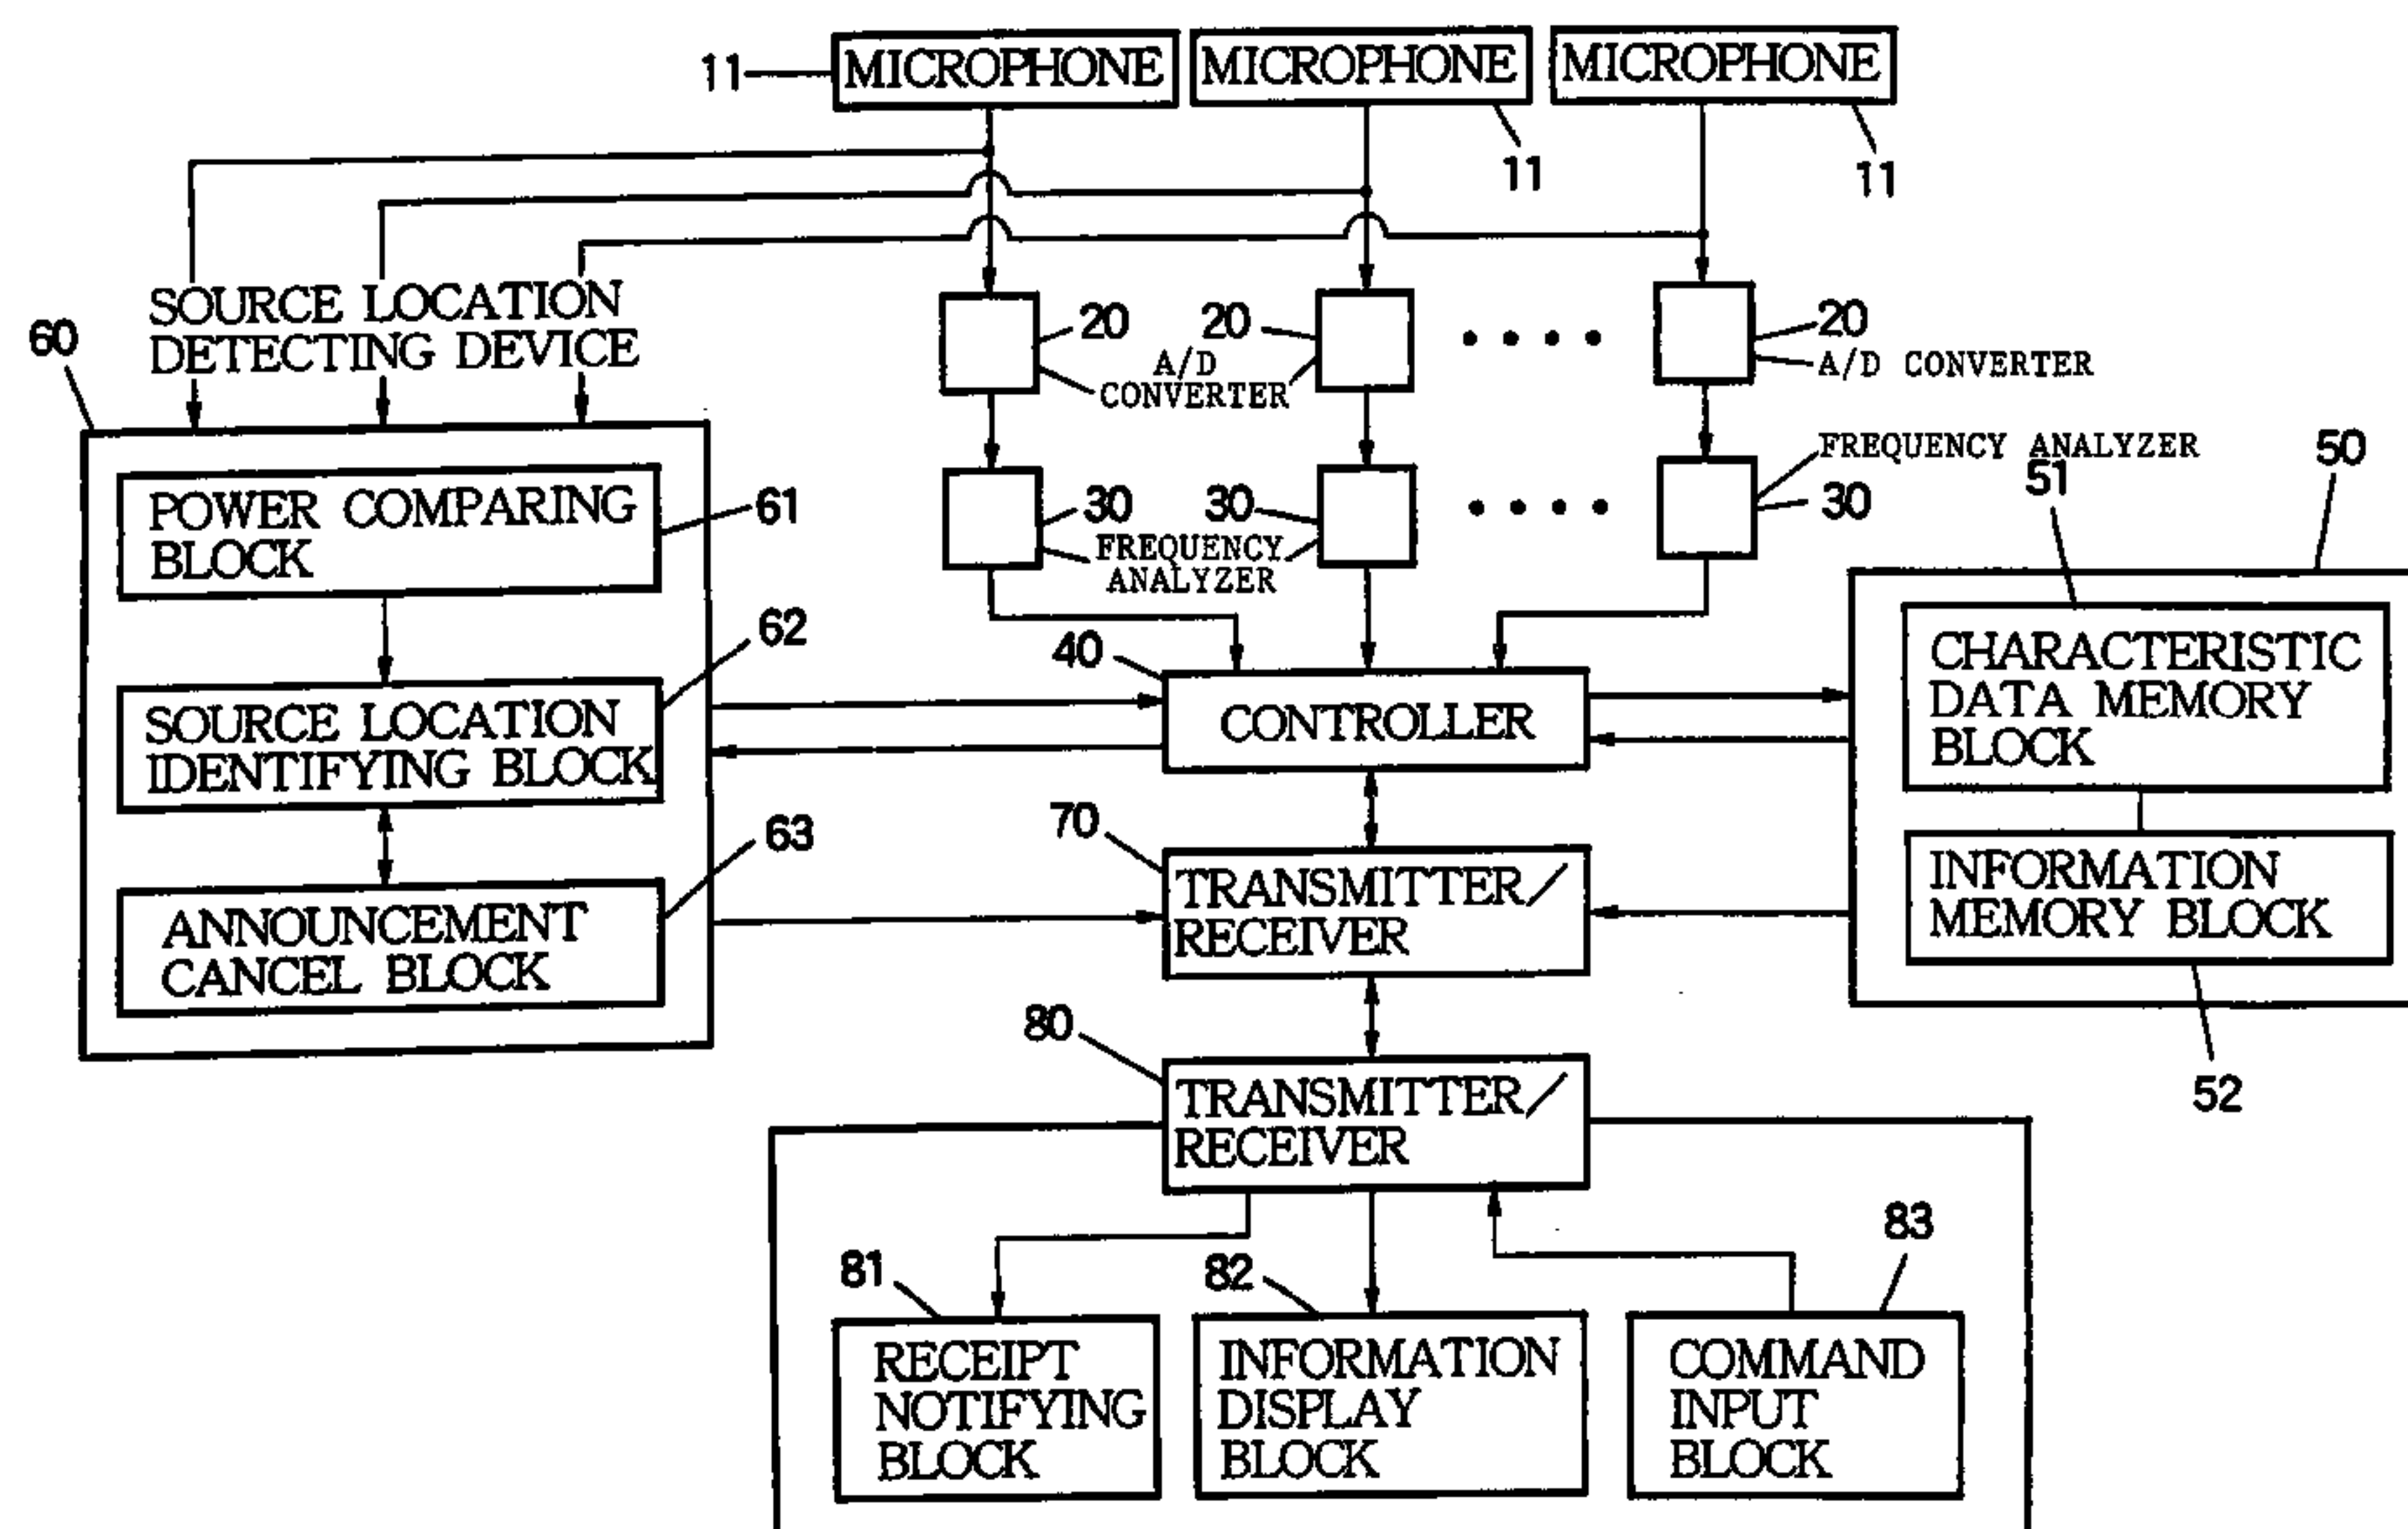 11
MICROPHONE
MICROPHONE
MICROPHONE
11
11
SOURCE LOCATION
DETECTING DEVICE
60
20
20
A/D
CONVERTER
20
A/D CONVERTER
30
30
FREQUENCY
ANALYZER
FREQUENCY ANALYZER
30
50
51
POWER COMPARING
BLOCK
61
62
SOURCE LOCATION
IDENTIFYING BLOCK
63
ANNOUNCEMENT
CANCEL BLOCK
40
CONTROLLER
CHARACTERISTIC
DATA MEMORY
BLOCK
INFORMATION
MEMORY BLOCK
52
70
TRANSMITTER/
RECEIVER
80
TRANSMITTER/
RECEIVER
81
RECEIPT
NOTIFYING
BLOCK
82
INFORMATION
DISPLAY
BLOCK
83
COMMAND
INPUT
BLOCK